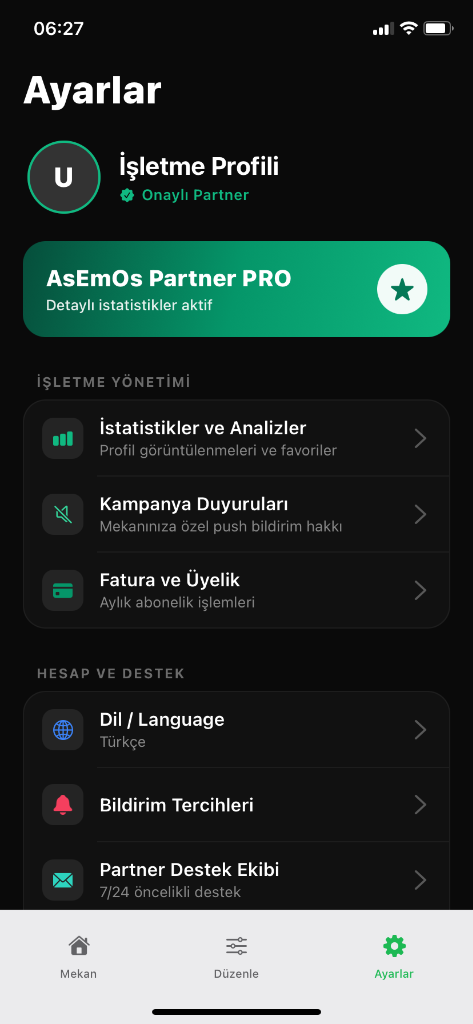 06:27
Ayarlar
U
İşletme Profili
Onaylı Partner
AsEmOs Partner PRO
Detaylı istatistikler aktif
İŞLETME YÖNETİMİ
İstatistikler ve Analizler
Profil görüntülenmeleri ve favoriler
Kampanya Duyuruları
Mekanınıza özel push bildirim hakkı
Fatura ve Üyelik
Aylık abonelik işlemleri
HESAP VE DESTEK
Dil / Language
Türkçe
Bildirim Tercihleri
Partner Destek Ekibi
7/24 öncelikli destek
Mekan
Düzenle
Ayarlar